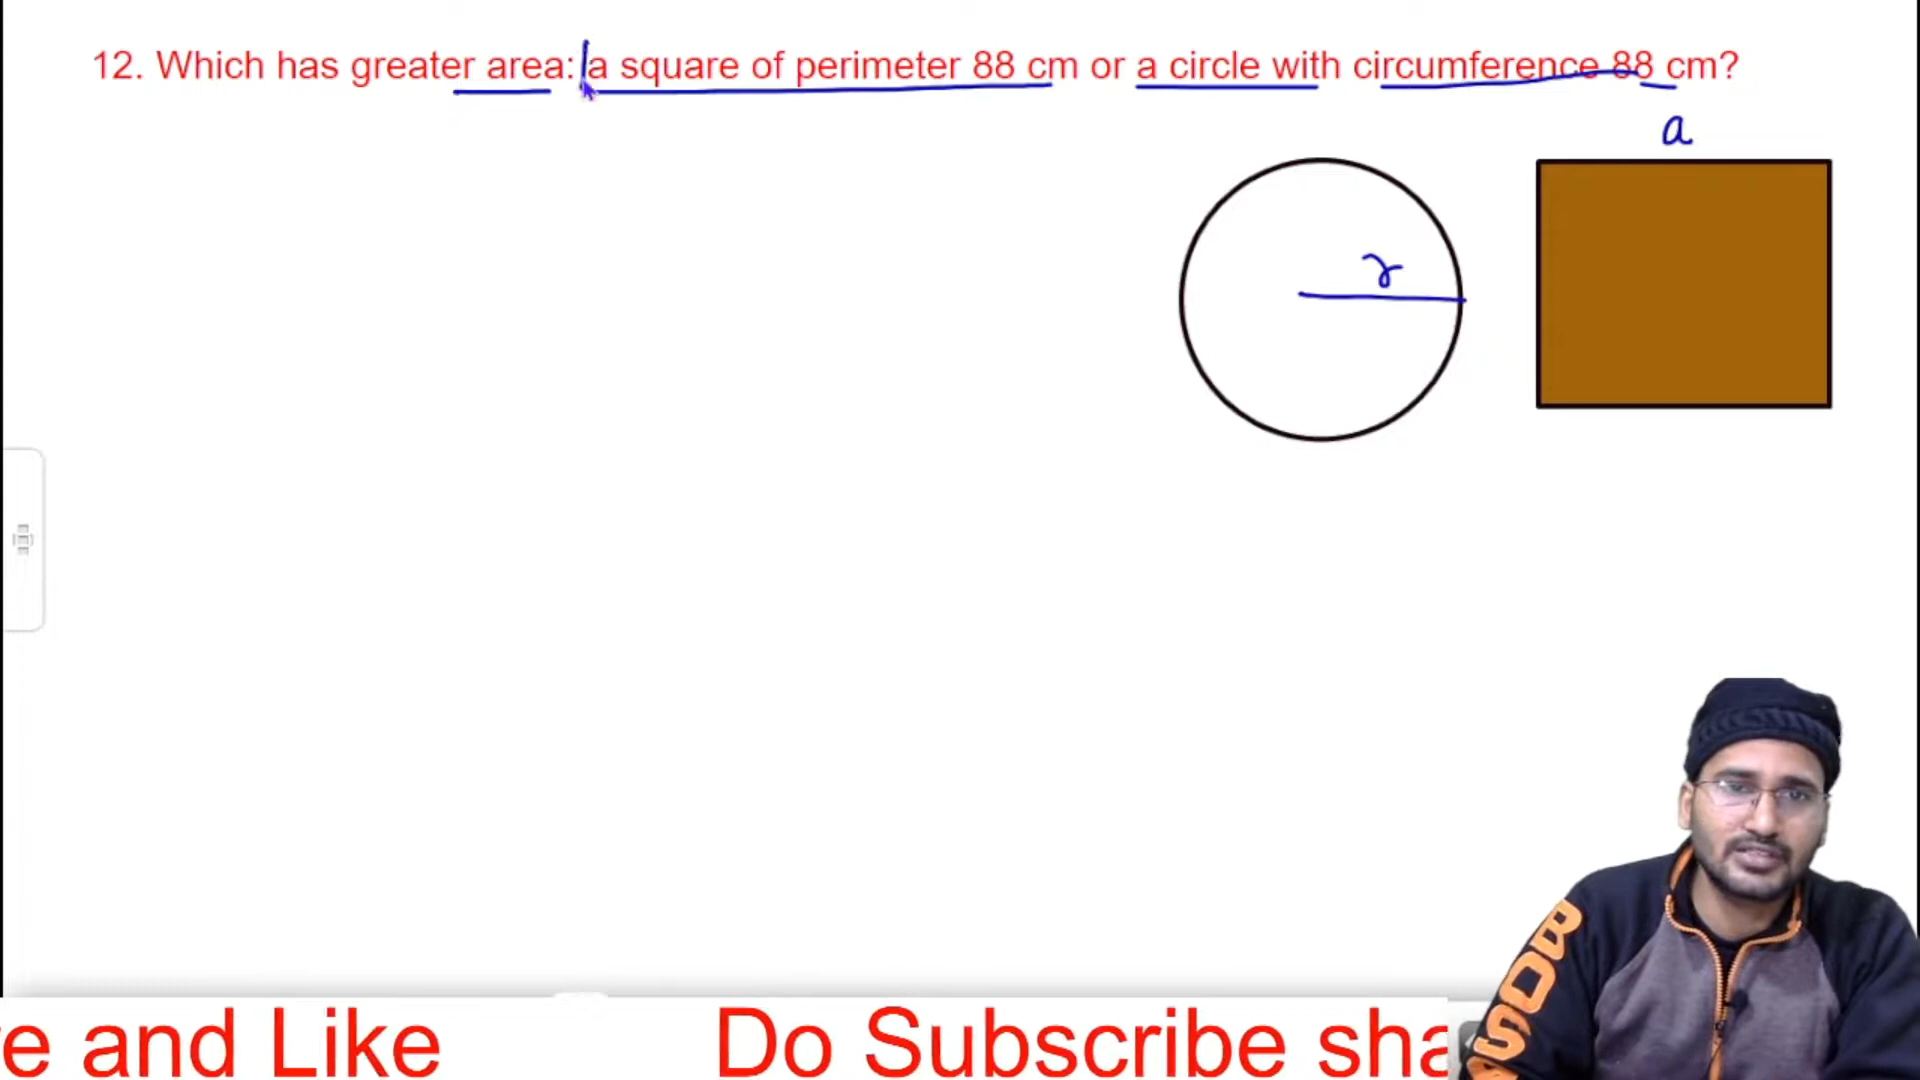 12. Which has greater area: a square of perimeter 88 cm or a circle with circumference 88 cm?
a
r
BOSS
e and Like Do Subscribe sha